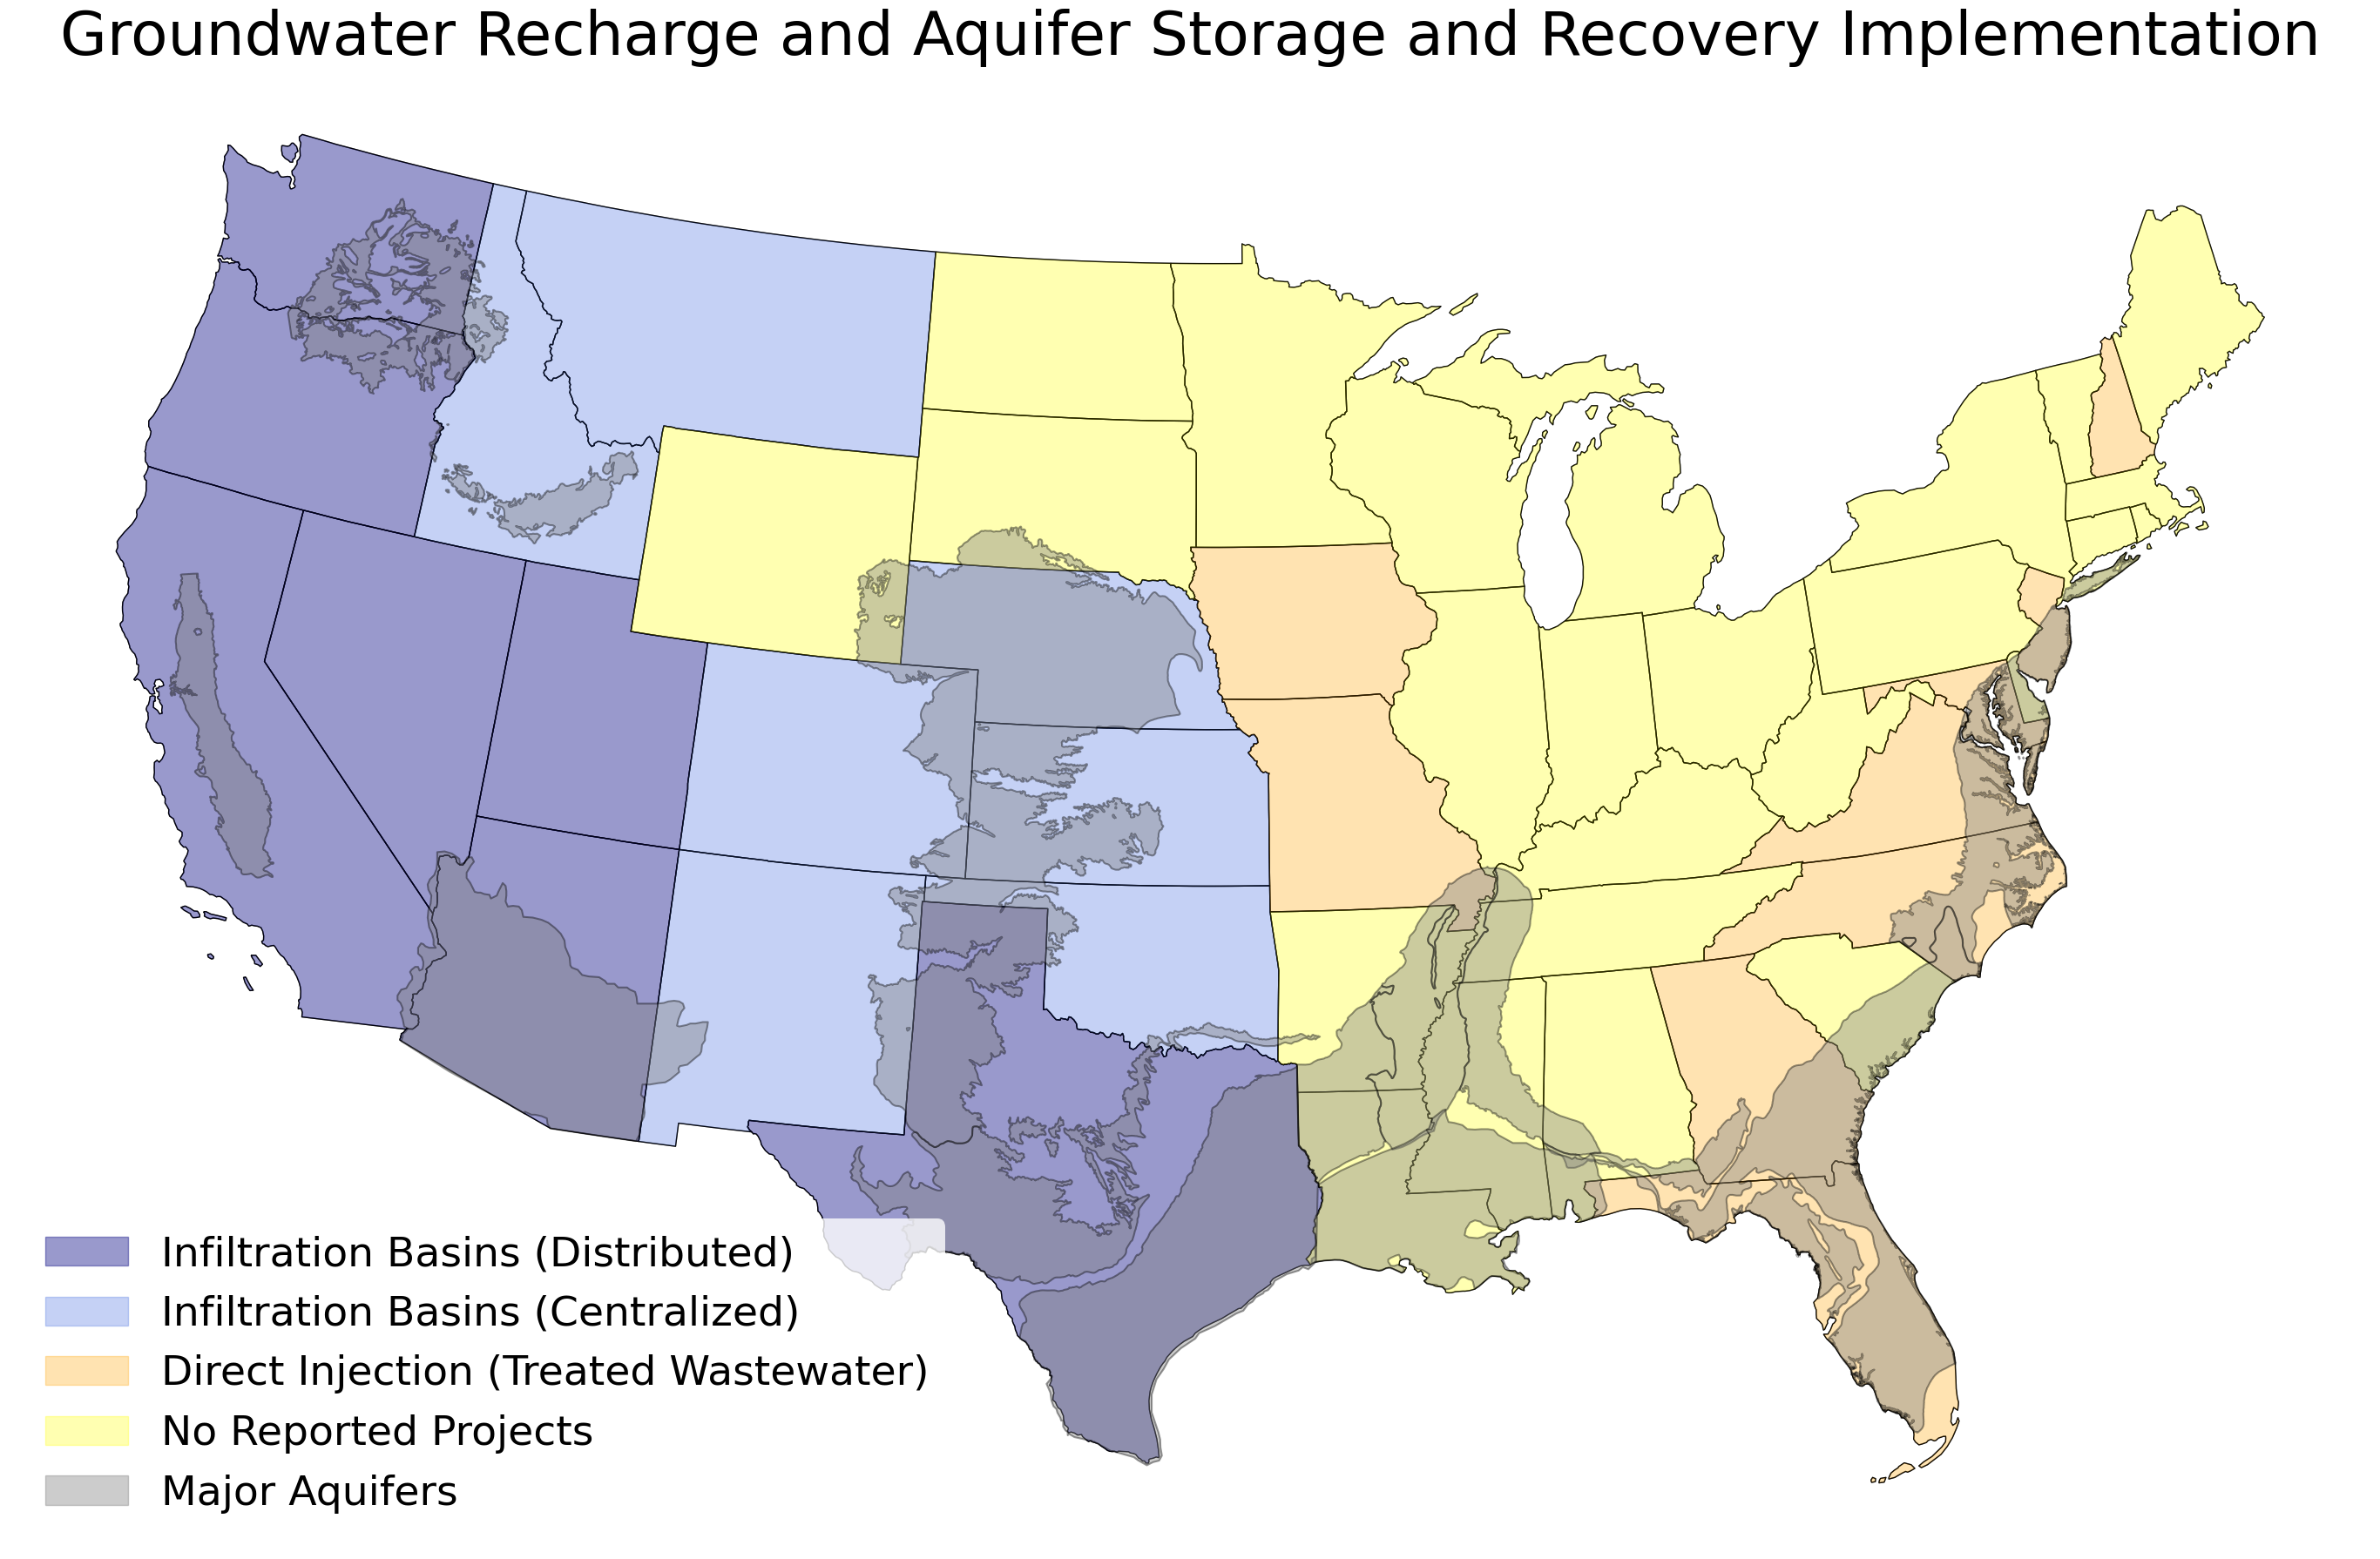 Groundwater Recharge and Aquifer Storage and Recovery Implementation
Infiltration Basins (Distributed)
Infiltration Basins (Centralized)
Direct Injection (Treated Wastewater)
No Reported Projects
Major Aquifers